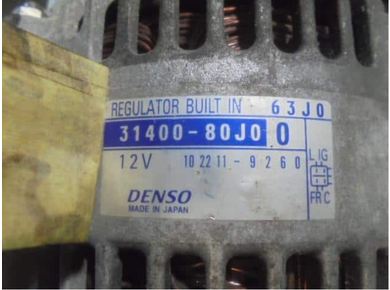 REGULATOR BUILT IN 63J0
31400-80J0 0
12V 102211-9260
L IG
FR C
DENSO
MADE IN JAPAN